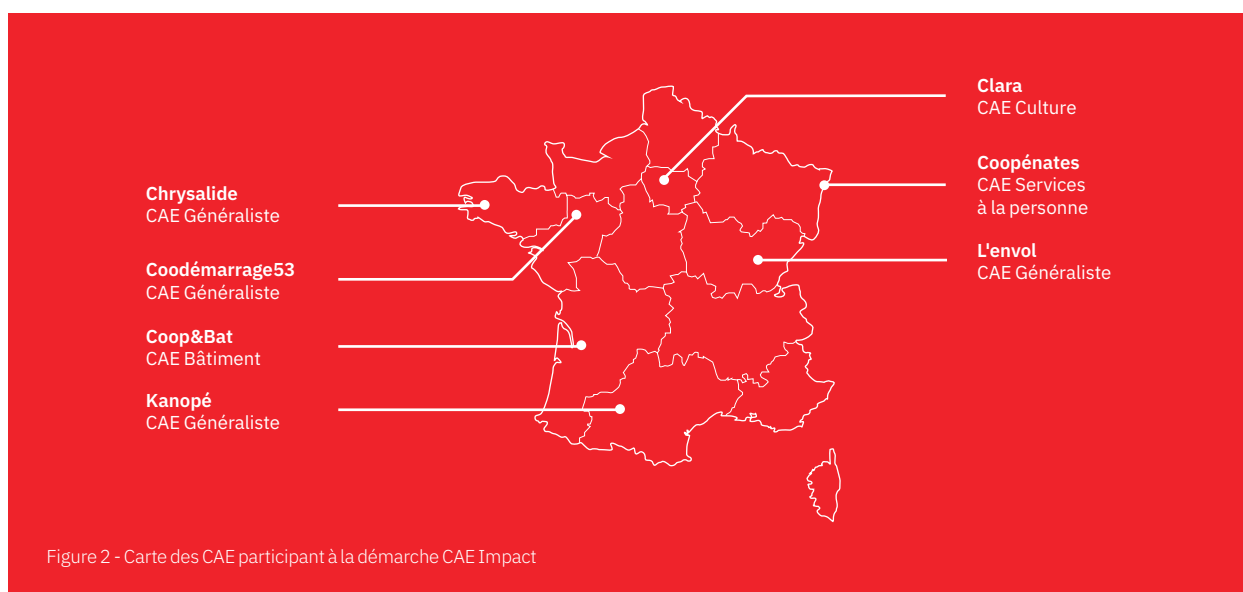 Chrysalide
CAE Généraliste
Coodémarrage53
CAE Généraliste
Coop&Bat
CAE Bâtiment
Kanopé
CAE Généraliste
Clara
CAE Culture
Coopénates
CAE Services
à la personne
L'envol
CAE Généraliste
Figure 2 - Carte des CAE participant à la démarche CAE Impact